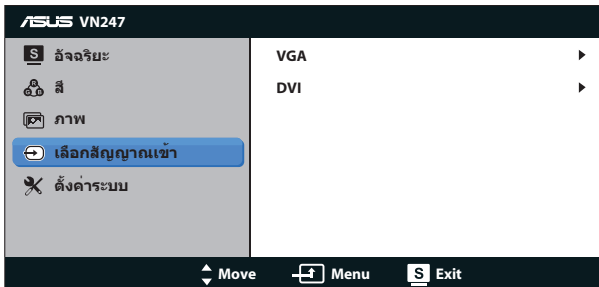 ASUS VN247
S อัจฉริยะ
สี
ภาพ
เลือกสัญญาณเข้า
ตั้งค่าระบบ
VGA
DVI
Move Menu S Exit